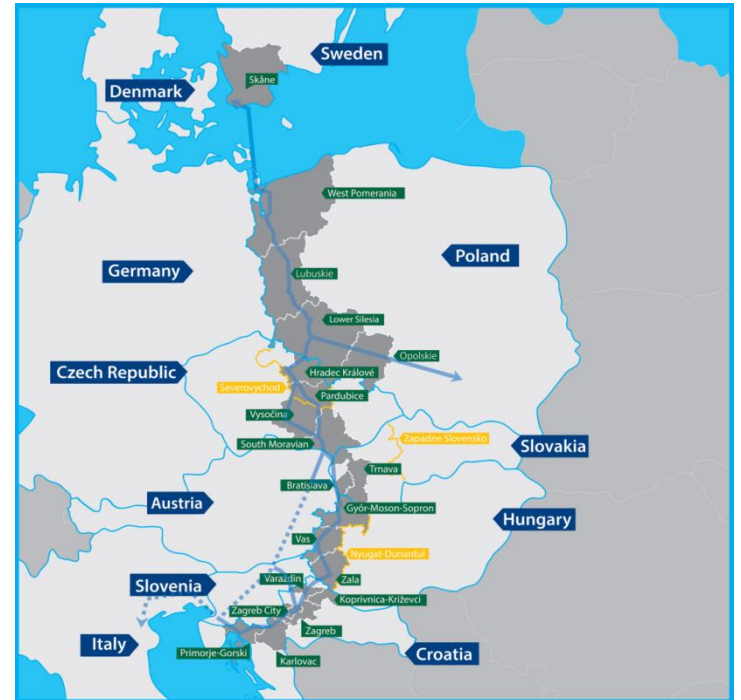 Sweden
Skåne
Denmark
West Pomerania
Poland
Germany
Lubuskie
Lower Silesia
Opolskie
Czech Republic
Hradec Králové
Severovychod
Pardubice
Vysočina
South Moravian
Zapadne Slovensko
Slovakia
Trnava
Bratislava
Austria
Győr-Moson-Sopron
Hungary
Vas
Nyugat-Dunantul
Slovenia
Varaždin
Zala
Koprivnica-Križevci
Zagreb City
Zagreb
Italy
Primorje-Gorski
Karlovac
Croatia